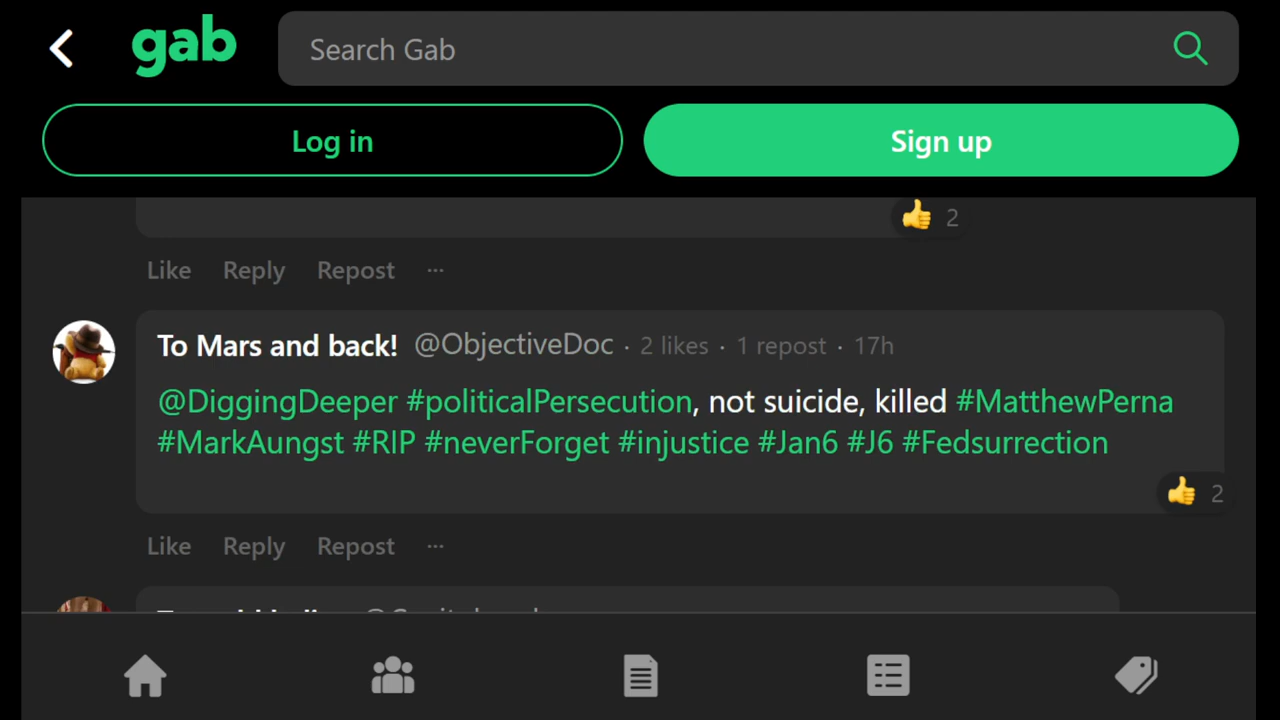 gab
Search Gab
Log in
Sign up
👍 2
Like Reply Repost ···
To Mars and back! @ObjectiveDoc · 2 likes · 1 repost · 17h
@DiggingDeeper #politicalPersecution, not suicide, killed #MatthewPerna
#MarkAungst #RIP #neverForget #injustice #Jan6 #J6 #Fedsurrection
👍 2
Like Reply Repost ···